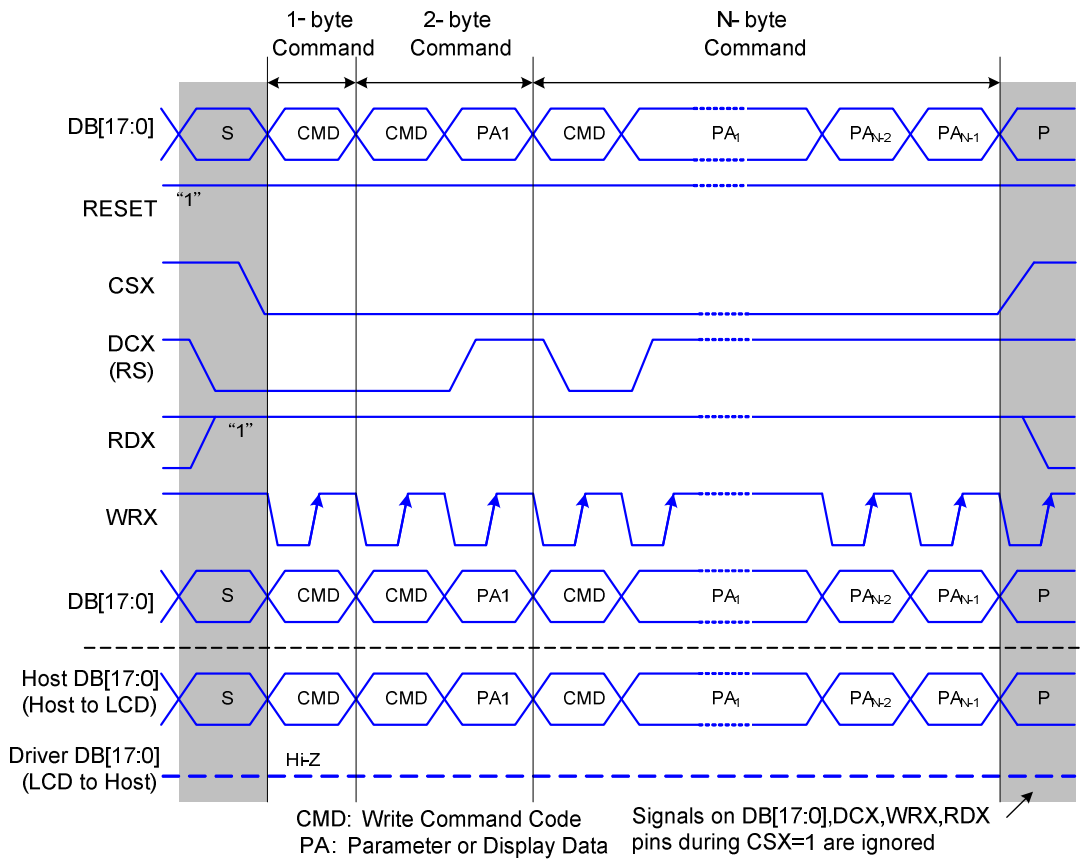 1- byte
Command
2- byte
Command
N- byte
Command
DB[17:0]
S
CMD
CMD
PA1
CMD
PA1
PAN-2
PAN-1
P
RESET
“1”
CSX
DCX
(RS)
RDX
“1”
WRX
DB[17:0]
S
CMD
CMD
PA1
CMD
PA1
PAN-2
PAN-1
P
Host DB[17:0]
(Host to LCD)
S
CMD
CMD
PA1
CMD
PA1
PAN-2
PAN-1
P
Driver DB[17:0]
(LCD to Host)
Hi-Z
CMD: Write Command Code
PA: Parameter or Display Data
Signals on DB[17:0],DCX,WRX,RDX
pins during CSX=1 are ignored